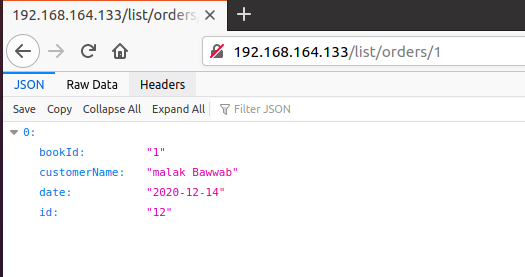 192.168.164.133/list/orders
192.168.164.133/list/orders/1
JSON Raw Data Headers
Save Copy Collapse All Expand All Filter JSON
0:
bookId: "1"
customerName: "malak Bawwab"
date: "2020-12-14"
id: "12"